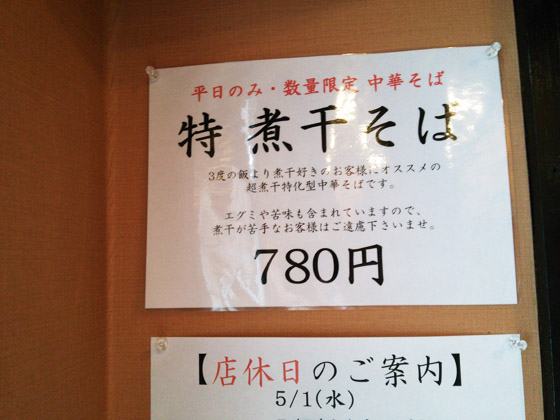 平日のみ・数量限定 中華そば
特 煮干そば
3度の飯より煮干好きのお客様にオススメの
超煮干特化型中華そばです。
エグミや苦味も含まれていますので、
煮干が苦手なお客様はご遠慮下さいませ。
780円
【店休日のご案内】
5/1(水)